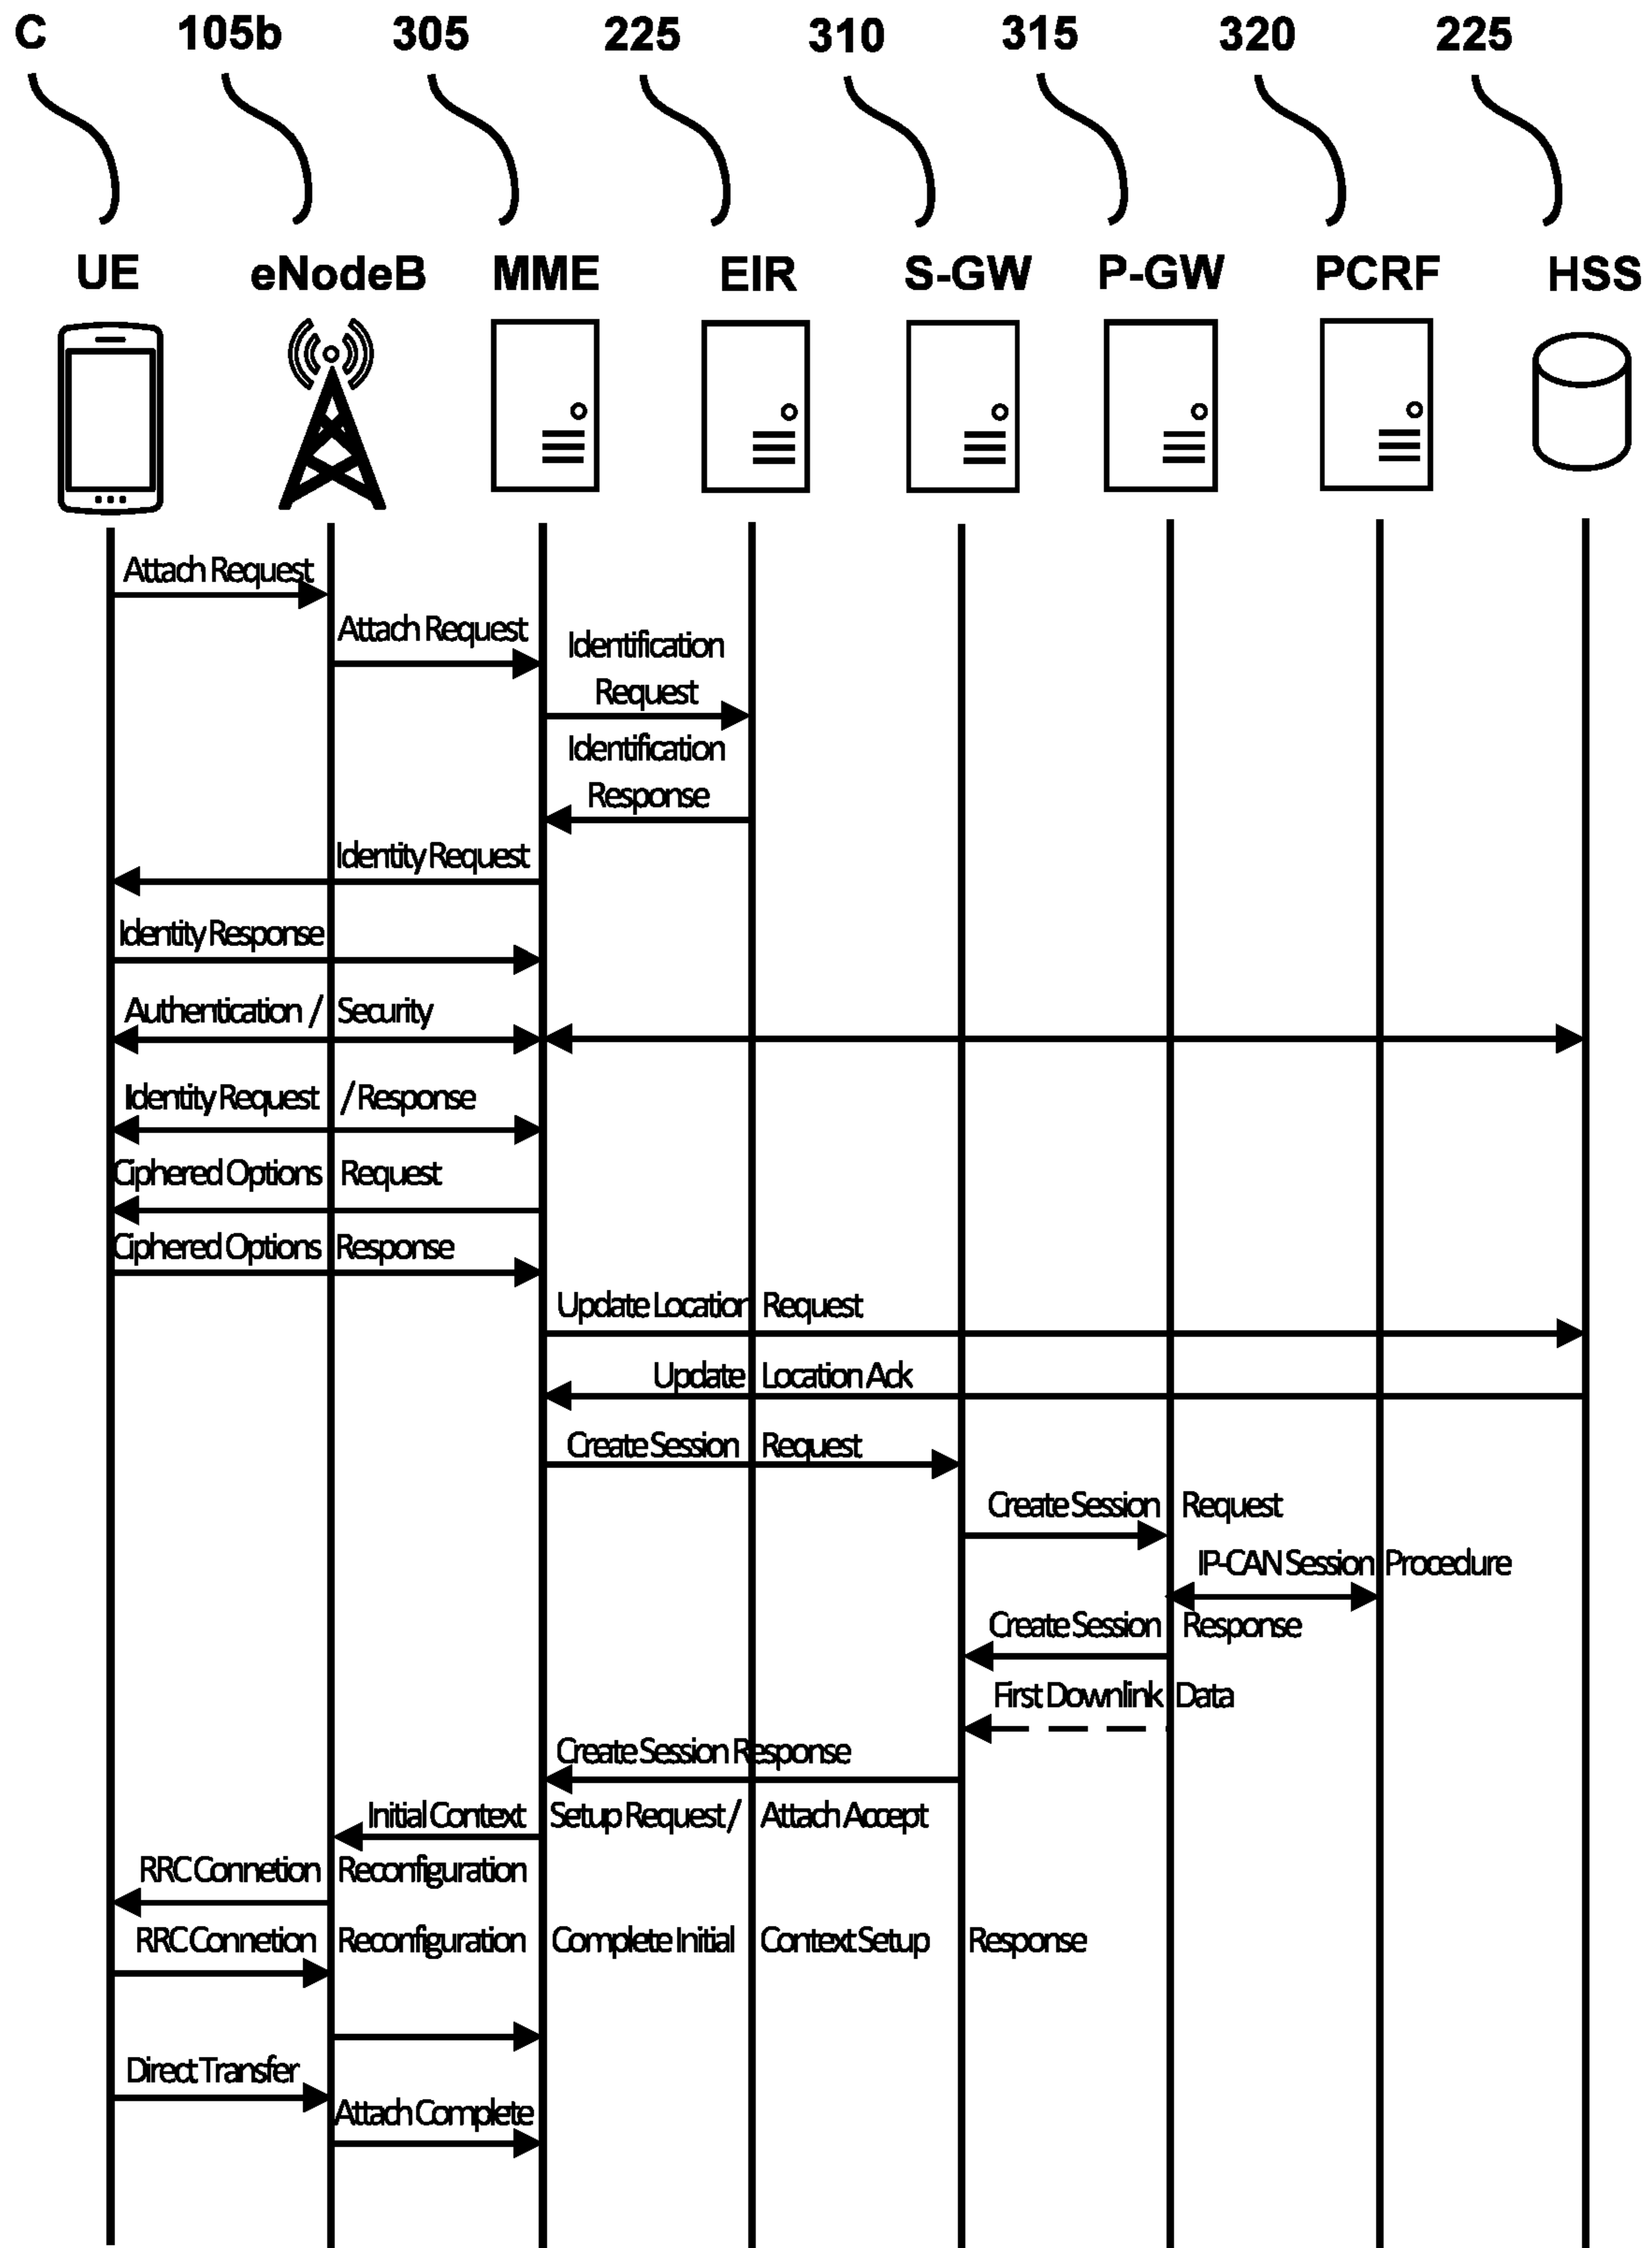 C 105b 305 225 310 315 320 225
UE eNodeB MME EIR S-GW P-GW PCRF HSS
Attach Request
Attach Request
Identification
Request
Identification
Response
Identity Request
Identity Response
Authentication / Security
Identity Request / Response
Ciphered Options Request
Ciphered Options Response
Update Location Request
Update Location Ack
Create Session Request
Create Session Request
IP-CAN Session Procedure
Create Session Response
First Downlink Data
Create Session Response
Initial Context Setup Request / Attach Accept
RRC Connetion Reconfiguration
RRC Connetion Reconfiguration Complete Initial Context Setup Response
Direct Transfer
Attach Complete